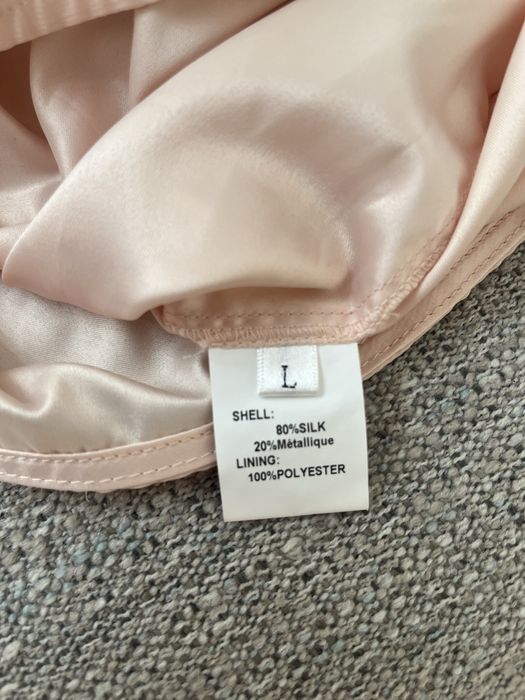 L
SHELL:
80%SILK
20%Métallique
LINING:
100%POLYESTER